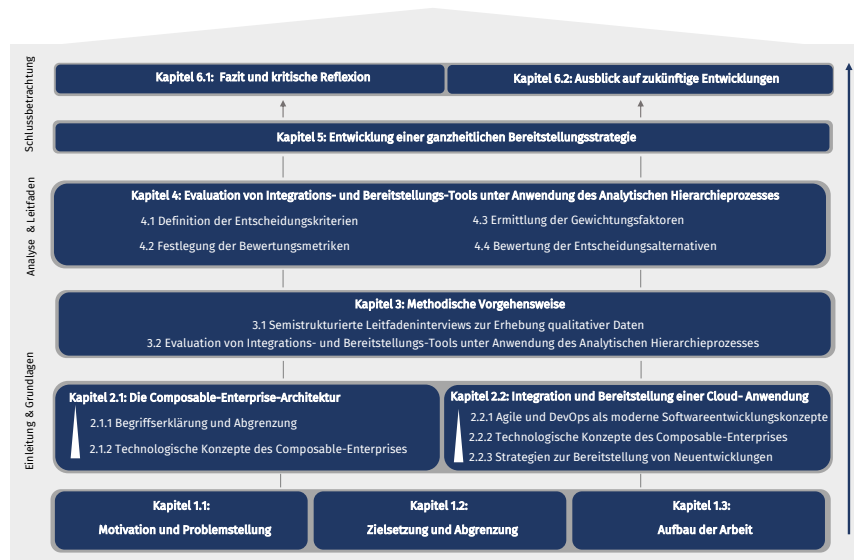 Schlussbetrachtung
Kapitel 6.1: Fazit und kritische Reflexion
Kapitel 6.2: Ausblick auf zukünftige Entwicklungen
Kapitel 5: Entwicklung einer ganzheitlichen Bereitstellungsstrategie
Analyse & Leitfaden
Kapitel 4: Evaluation von Integrations- und Bereitstellungs-Tools unter Anwendung des Analytischen Hierarchieprozesses
4.1 Definition der Entscheidungskriterien
4.2 Festlegung der Bewertungsmetriken
4.3 Ermittlung der Gewichtungsfaktoren
4.4 Bewertung der Entscheidungsalternativen
Kapitel 3: Methodische Vorgehensweise
3.1 Semistrukturierte Leitfadeninterviews zur Erhebung qualitativer Daten
3.2 Evaluation von Integrations- und Bereitstellungs-Tools unter Anwendung des Analytischen Hierarchieprozesses
Einleitung & Grundlagen
Kapitel 2.1: Die Composable-Enterprise-Architektur
2.1.1 Begriffserklärung und Abgrenzung
2.1.2 Technologische Konzepte des Composable-Enterprises
Kapitel 2.2: Integration und Bereitstellung einer Cloud- Anwendung
2.2.1 Agile und DevOps als moderne Softwareentwicklungskonzepte
2.2.2 Technologische Konzepte des Composable-Enterprises
2.2.3 Strategien zur Bereitstellung von Neuentwicklungen
Kapitel 1.1:
Motivation und Problemstellung
Kapitel 1.2:
Zielsetzung und Abgrenzung
Kapitel 1.3:
Aufbau der Arbeit